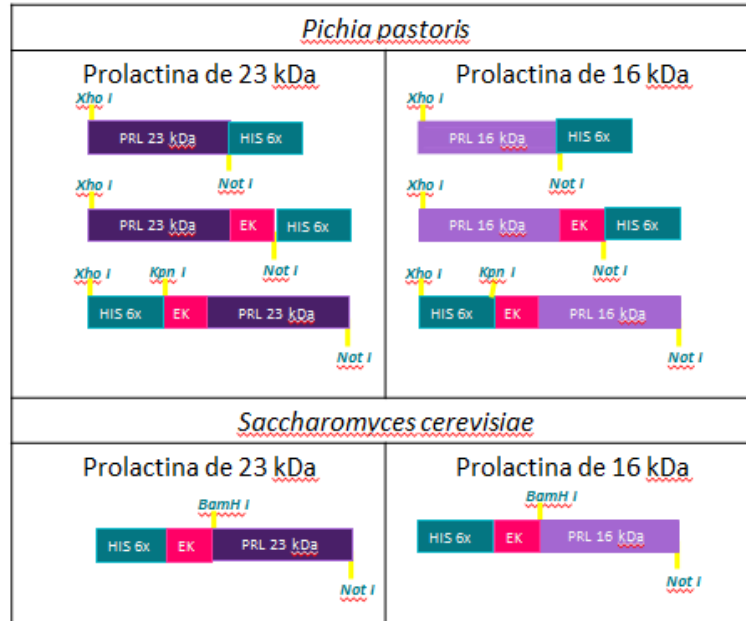 Pichia pastoris
Prolactina de 23 kDa
Xho I
PRL 23 kDa HIS 6x
Not I
Xho I
PRL 23 kDa EK HIS 6x
Not I
Xho I Kpn I
HIS 6x EK PRL 23 kDa
Not I
Prolactina de 16 kDa
Xho I
PRL 16 kDa HIS 6x
Not I
Xho I
PRL 16 kDa EK HIS 6x
Not I
Xho I Kpn I
HIS 6x EK PRL 16 kDa
Not I
Saccharomyces cerevisiae
Prolactina de 23 kDa
BamH I
HIS 6x EK PRL 23 kDa
Not I
Prolactina de 16 kDa
BamH I
HIS 6x EK PRL 16 kDa
Not I